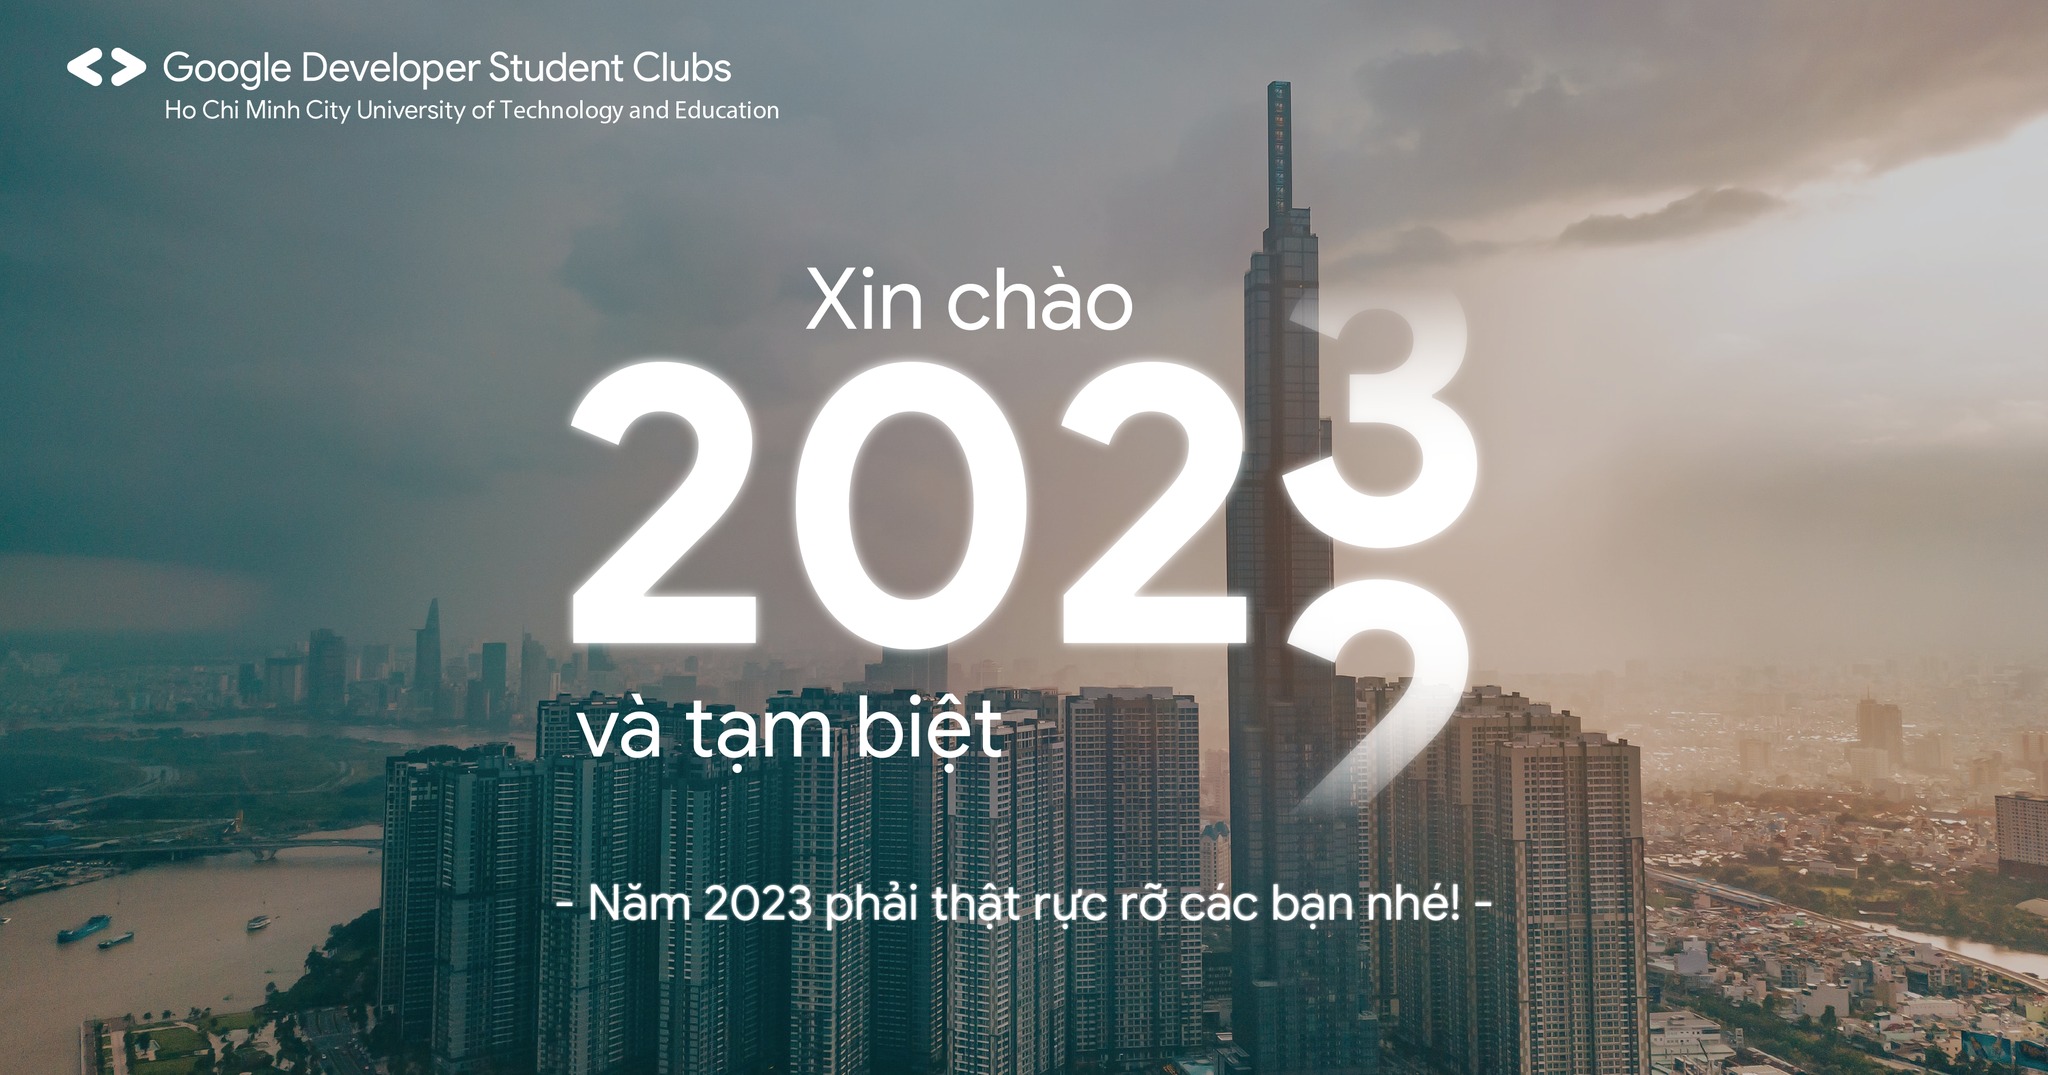 Google Developer Student Clubs
Ho Chi Minh City University of Technology and Education
Xin chào
2023
2
và tạm biệt
- Năm 2023 phải thật rực rỡ các bạn nhé! -